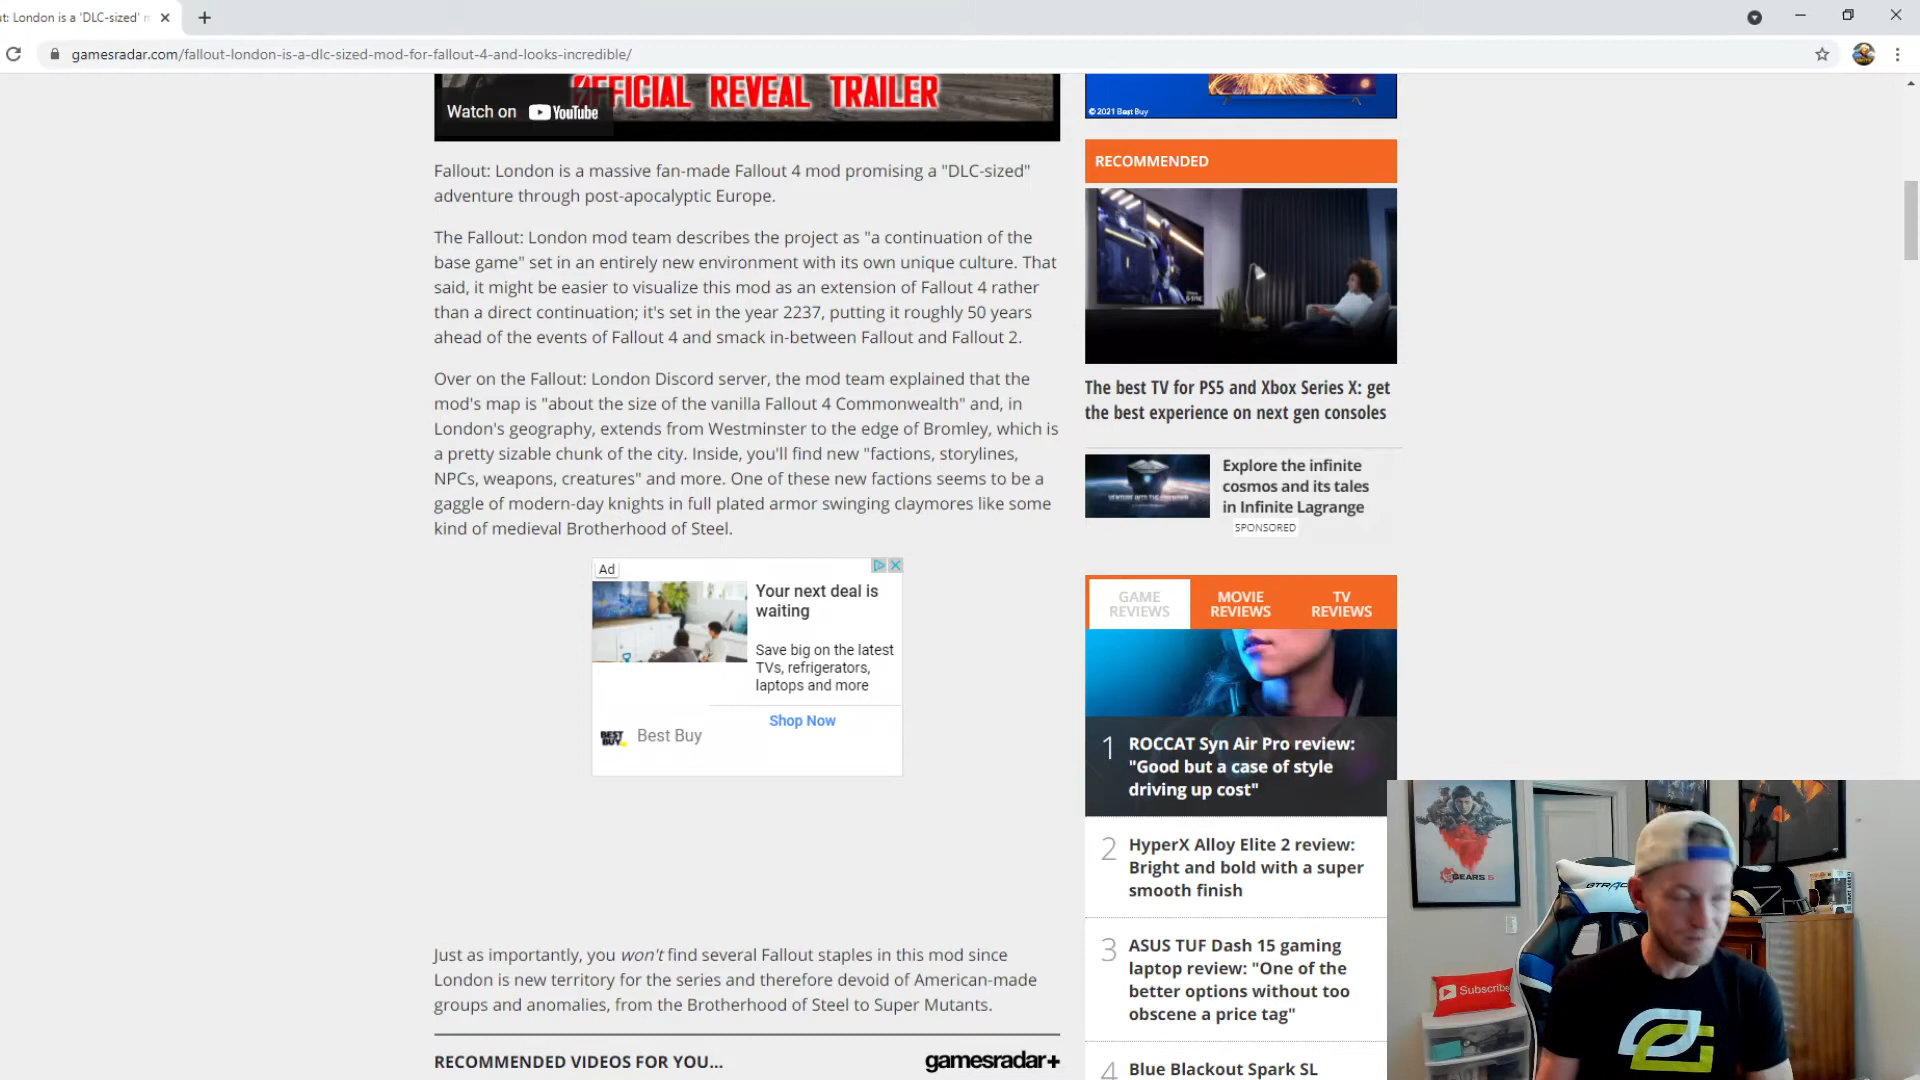 t: London is a 'DLC-sized' m
gamesradar.com/fallout-london-is-a-dlc-sized-mod-for-fallout-4-and-looks-incredible/
OFFICIAL REVEAL TRAILER
Watch on YouTube
Fallout: London is a massive fan-made Fallout 4 mod promising a "DLC-sized"
adventure through post-apocalyptic Europe.
The Fallout: London mod team describes the project as "a continuation of the
base game" set in an entirely new environment with its own unique culture. That
said, it might be easier to visualize this mod as an extension of Fallout 4 rather
than a direct continuation; it's set in the year 2237, putting it roughly 50 years
ahead of the events of Fallout 4 and smack in-between Fallout and Fallout 2.
Over on the Fallout: London Discord server, the mod team explained that the
mod's map is "about the size of the vanilla Fallout 4 Commonwealth" and, in
London's geography, extends from Westminster to the edge of Bromley, which is
a pretty sizable chunk of the city. Inside, you'll find new "factions, storylines,
NPCs, weapons, creatures" and more. One of these new factions seems to be a
gaggle of modern-day knights in full plated armor swinging claymores like some
kind of medieval Brotherhood of Steel.
Ad
Your next deal is
waiting
Save big on the latest
TVs, refrigerators,
laptops and more
Shop Now
BEST
BUY
Best Buy
Just as importantly, you won't find several Fallout staples in this mod since
London is new territory for the series and therefore devoid of American-made
groups and anomalies, from the Brotherhood of Steel to Super Mutants.
RECOMMENDED VIDEOS FOR YOU...
gamesradar+
© 2021 Best Buy
RECOMMENDED
The best TV for PS5 and Xbox Series X: get
the best experience on next gen consoles
Explore the infinite
cosmos and its tales
in Infinite Lagrange
SPONSORED
GAME
REVIEWS
MOVIE
REVIEWS
TV
REVIEWS
1
ROCCAT Syn Air Pro review:
"Good but a case of style
driving up cost"
2
HyperX Alloy Elite 2 review:
Bright and bold with a super
smooth finish
3
ASUS TUF Dash 15 gaming
laptop review: "One of the
better options without too
obscene a price tag"
4
Blue Blackout Spark SL
GEARS 5
GTRAC
Subscribe